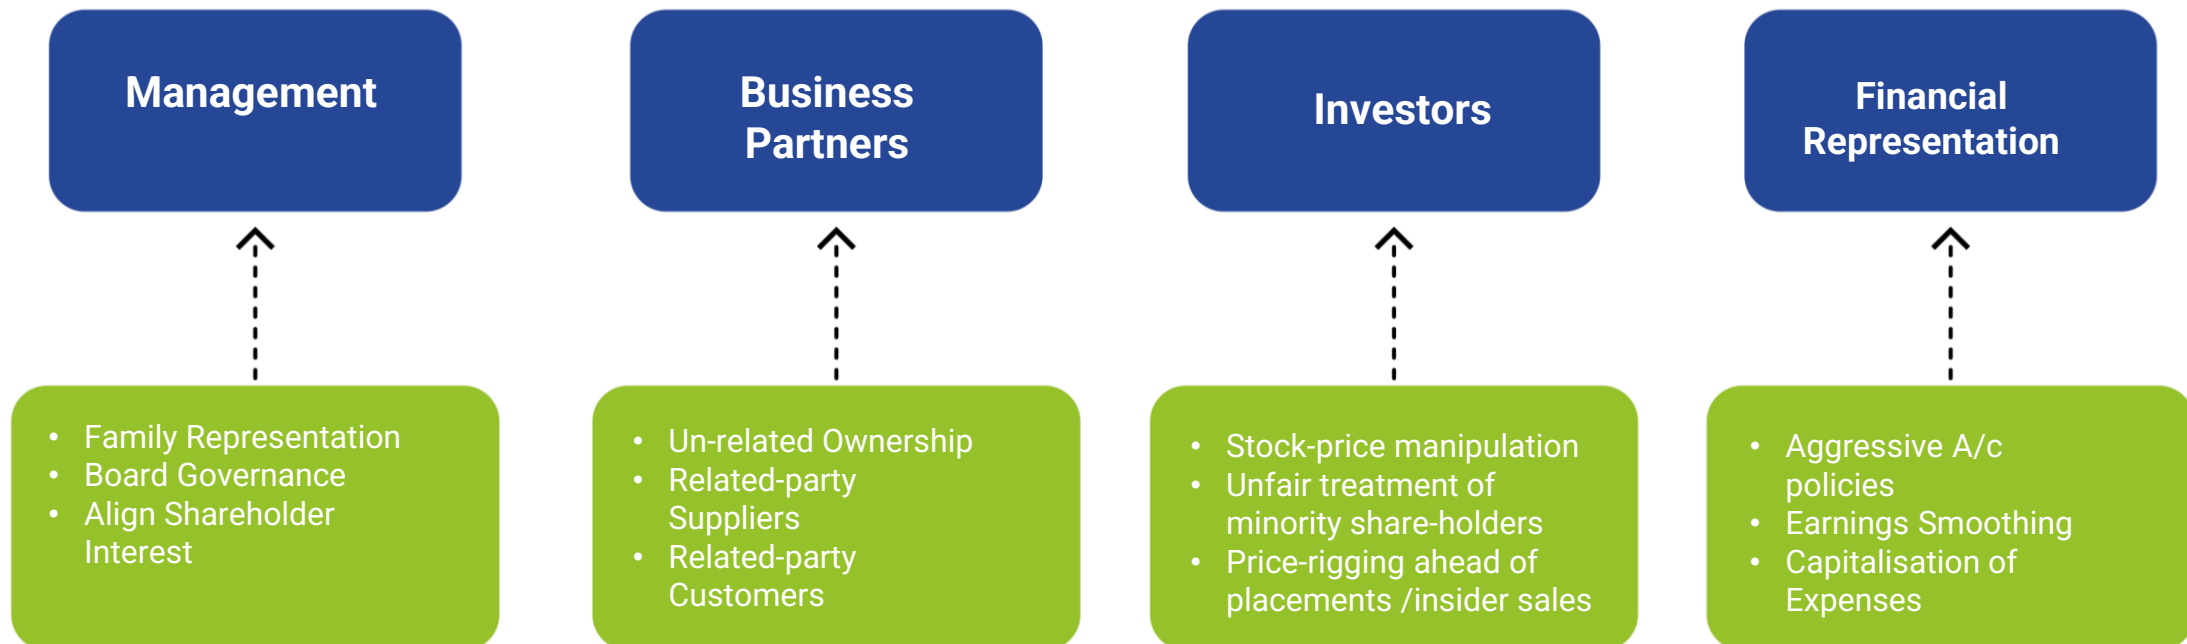 Management
Business
Partners
Investors
Financial
Representation
• Family Representation
• Board Governance
• Align Shareholder
Interest
• Un-related Ownership
• Related-party
Suppliers
• Related-party
Customers
• Stock-price manipulation
• Unfair treatment of
minority share-holders
• Price-rigging ahead of
placements /insider sales
• Aggressive A/c
policies
• Earnings Smoothing
• Capitalisation of
Expenses